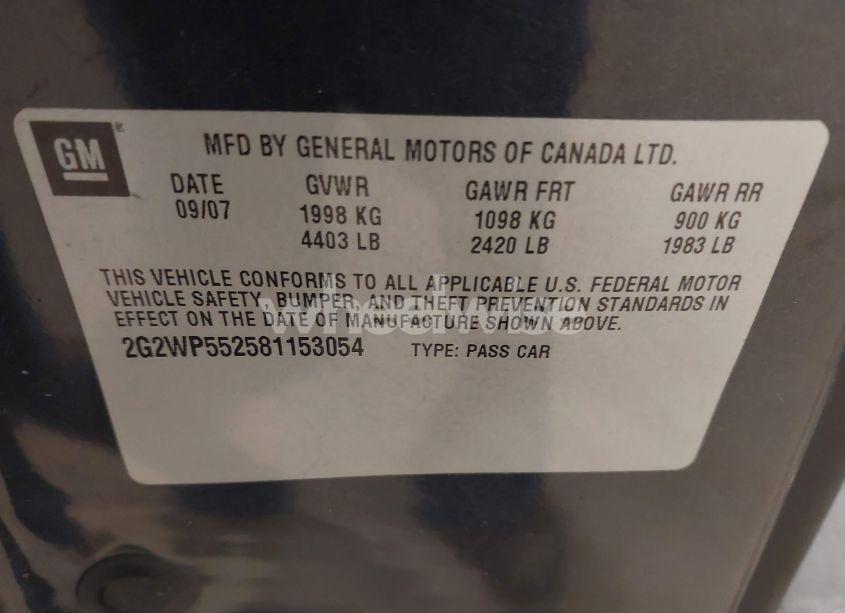 GM
MFD BY GENERAL MOTORS OF CANADA LTD.
DATE GVWR GAWR FRT GAWR RR
09/07 1998 KG 1098 KG 900 KG
4403 LB 2420 LB 1983 LB
THIS VEHICLE CONFORMS TO ALL APPLICABLE U.S. FEDERAL MOTOR
VEHICLE SAFETY, BUMPER, AND THEFT PREVENTION STANDARDS IN
EFFECT ON THE DATE OF MANUFACTURE SHOWN ABOVE.
2G2WP552581153054 TYPE: PASS CAR